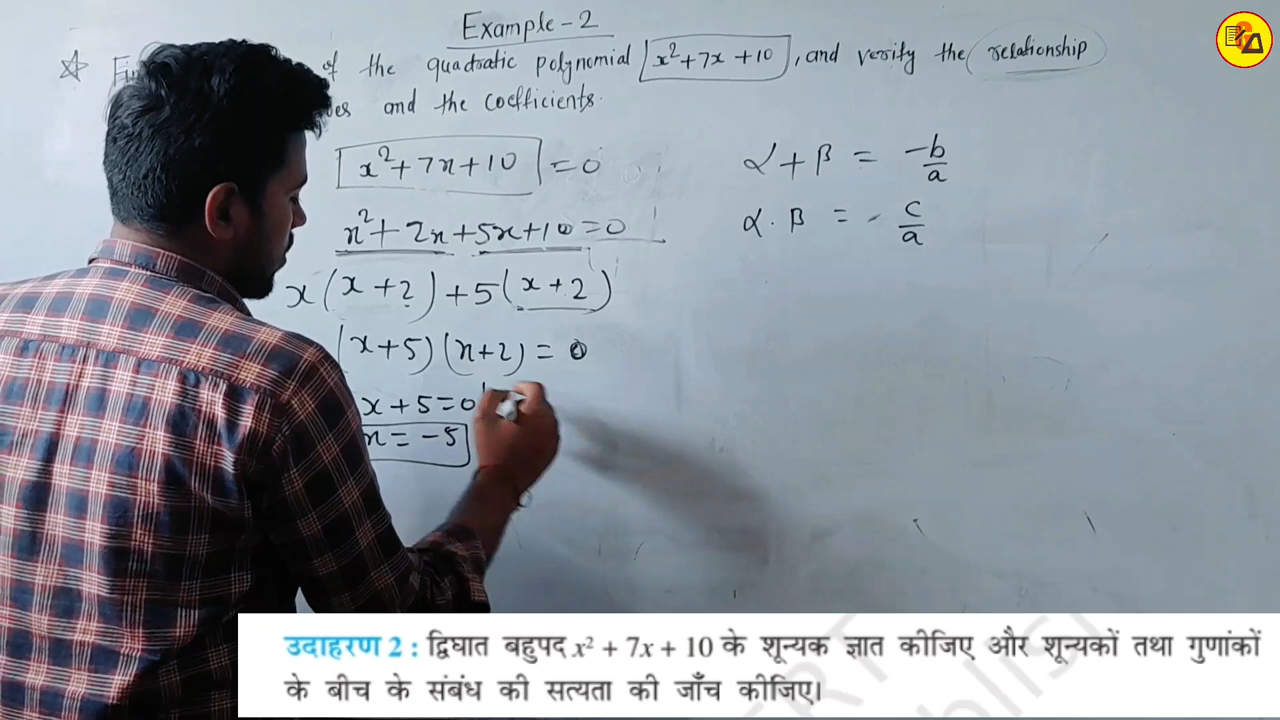 Example-2
of the quadratic polynomial x²+7x+10, and verify the relationship
and the coefficients.
x²+7x+10 = 0
x²+2x+5x+10=0
x(x+2)+5(x+2)
(x+5)(x+2) = 0
x+5=0
x = -5
α+β = -b/a
α.β = c/a
उदाहरण 2 : द्विघात बहुपद x² + 7x + 10 के शून्यक ज्ञात कीजिए और शून्यकों तथा गुणांकों
के बीच के संबंध की सत्यता की जाँच कीजिए।